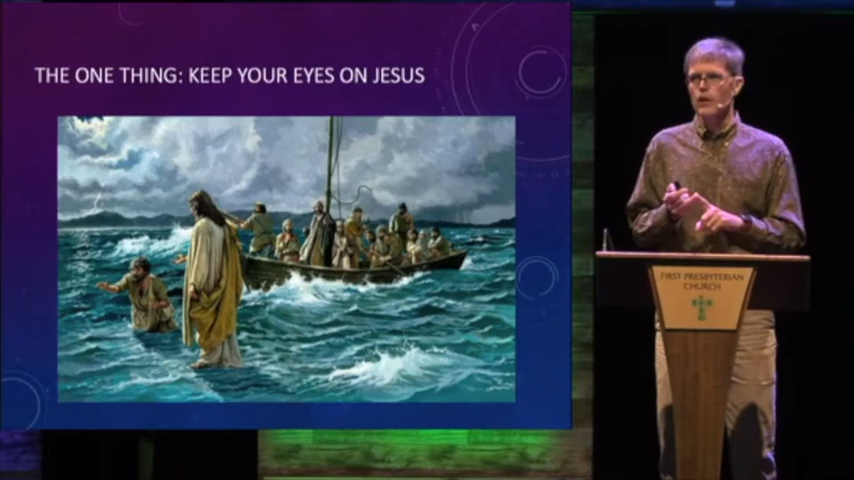 THE ONE THING: KEEP YOUR EYES ON JESUS
FIRST PRESBYTERIAN
CHURCH